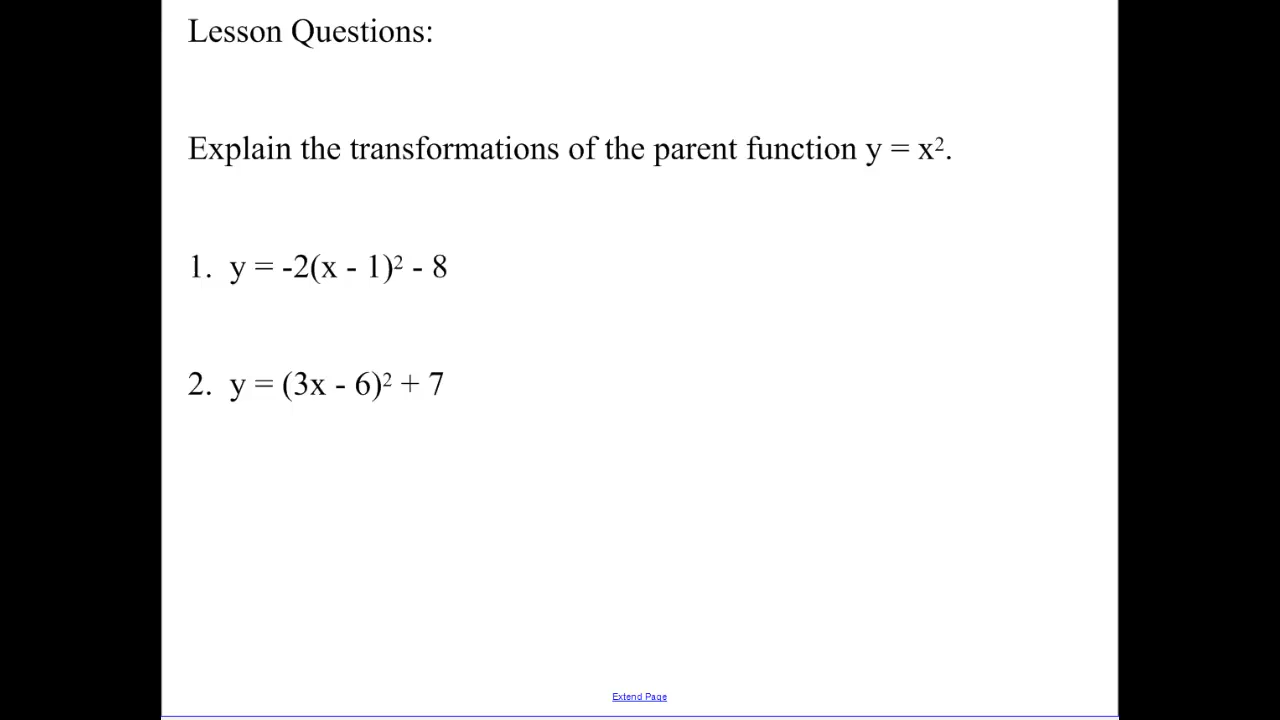 Lesson Questions:
Explain the transformations of the parent function y = x².
1. y = -2(x - 1)² - 8
2. y = (3x - 6)² + 7
Extend Page